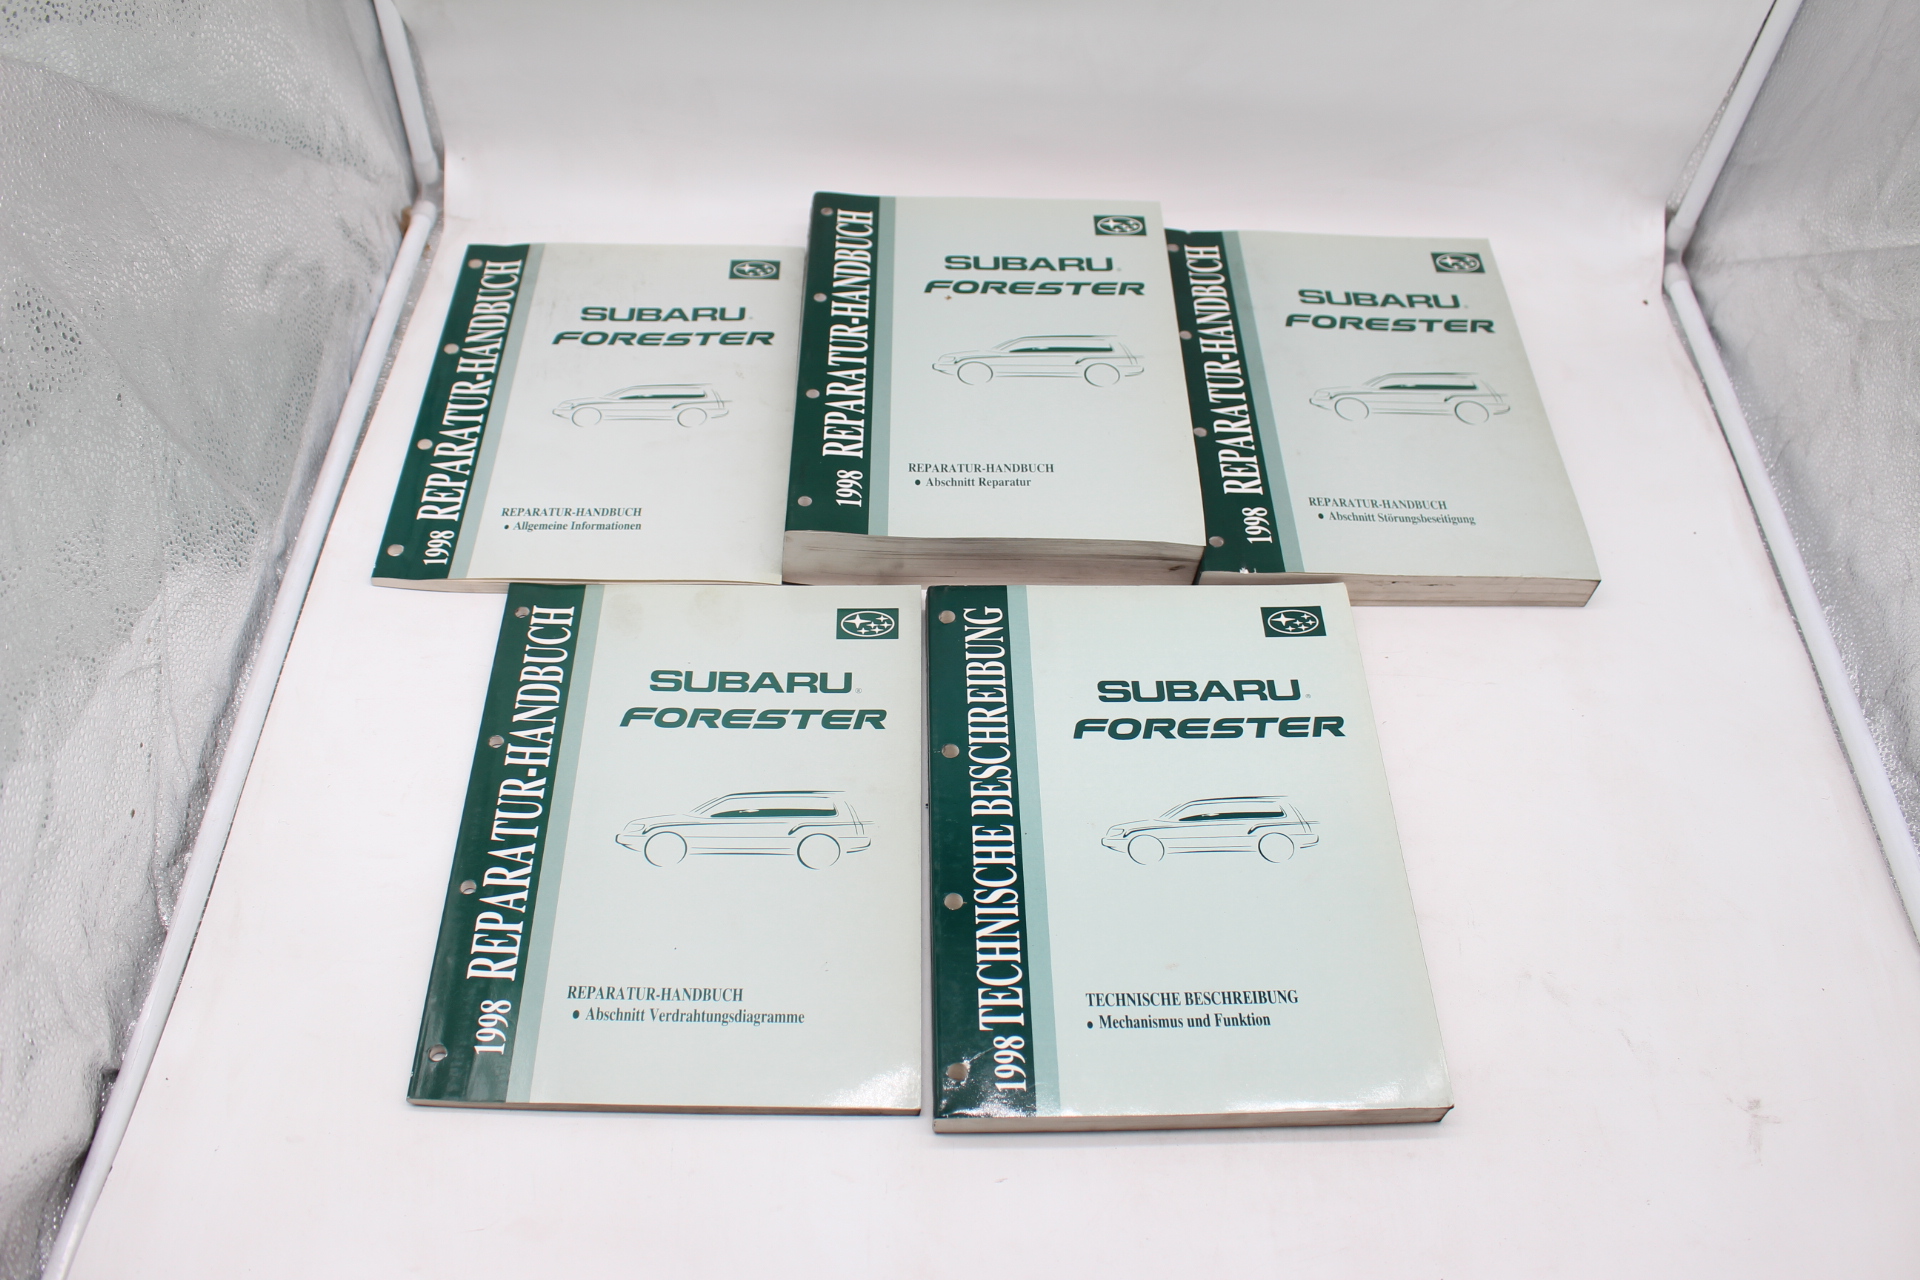 1998 REPARATUR-HANDBUCH
SUBARU®
FORESTER
REPARATUR-HANDBUCH
• Allgemeine Informationen
1998 REPARATUR-HANDBUCH
SUBARU®
FORESTER
REPARATUR-HANDBUCH
• Abschnitt Reparatur
1998 REPARATUR-HANDBUCH
SUBARU®
FORESTER
REPARATUR-HANDBUCH
• Abschnitt Störungsbeseitigung
1998 REPARATUR-HANDBUCH
SUBARU®
FORESTER
REPARATUR-HANDBUCH
• Abschnitt Verdrahtungsdiagramme
1998 TECHNISCHE BESCHREIBUNG
SUBARU®
FORESTER
TECHNISCHE BESCHREIBUNG
• Mechanismus und Funktion